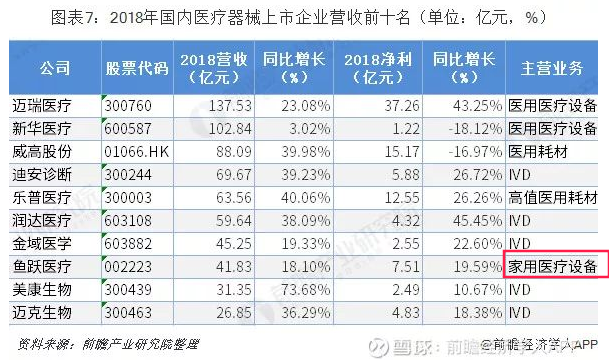 图表7：2018年国内医疗器械上市企业营收前十名（单位：亿元，%）
公司 股票代码 2018营收（亿元） 同比增长（%） 2018净利（亿元） 同比增长（%） 主营业务
迈瑞医疗 300760 137.53 23.08% 37.26 43.25% 医用医疗设备
新华医疗 600587 102.84 3.02% 1.22 -18.12% 医用医疗设备
威高股份 01066.HK 88.09 39.98% 15.17 -16.97% 医用耗材
迪安诊断 300244 69.67 39.23% 5.88 26.72% IVD
乐普医疗 300003 63.56 40.06% 12.55 26.26% 高值医用耗材
润达医疗 603108 59.64 38.09% 4.32 45.45% IVD
金域医学 603882 45.25 19.33% 2.55 22.60% IVD
鱼跃医疗 002223 41.83 18.10% 7.51 19.59% 家用医疗设备
美康生物 300439 31.35 73.68% 2.49 10.67% IVD
迈克生物 300463 26.85 36.29% 4.83 18.38% IVD
资料来源：前瞻产业研究院整理
雪球：前瞻经济学人APP
@前瞻经济学人APP